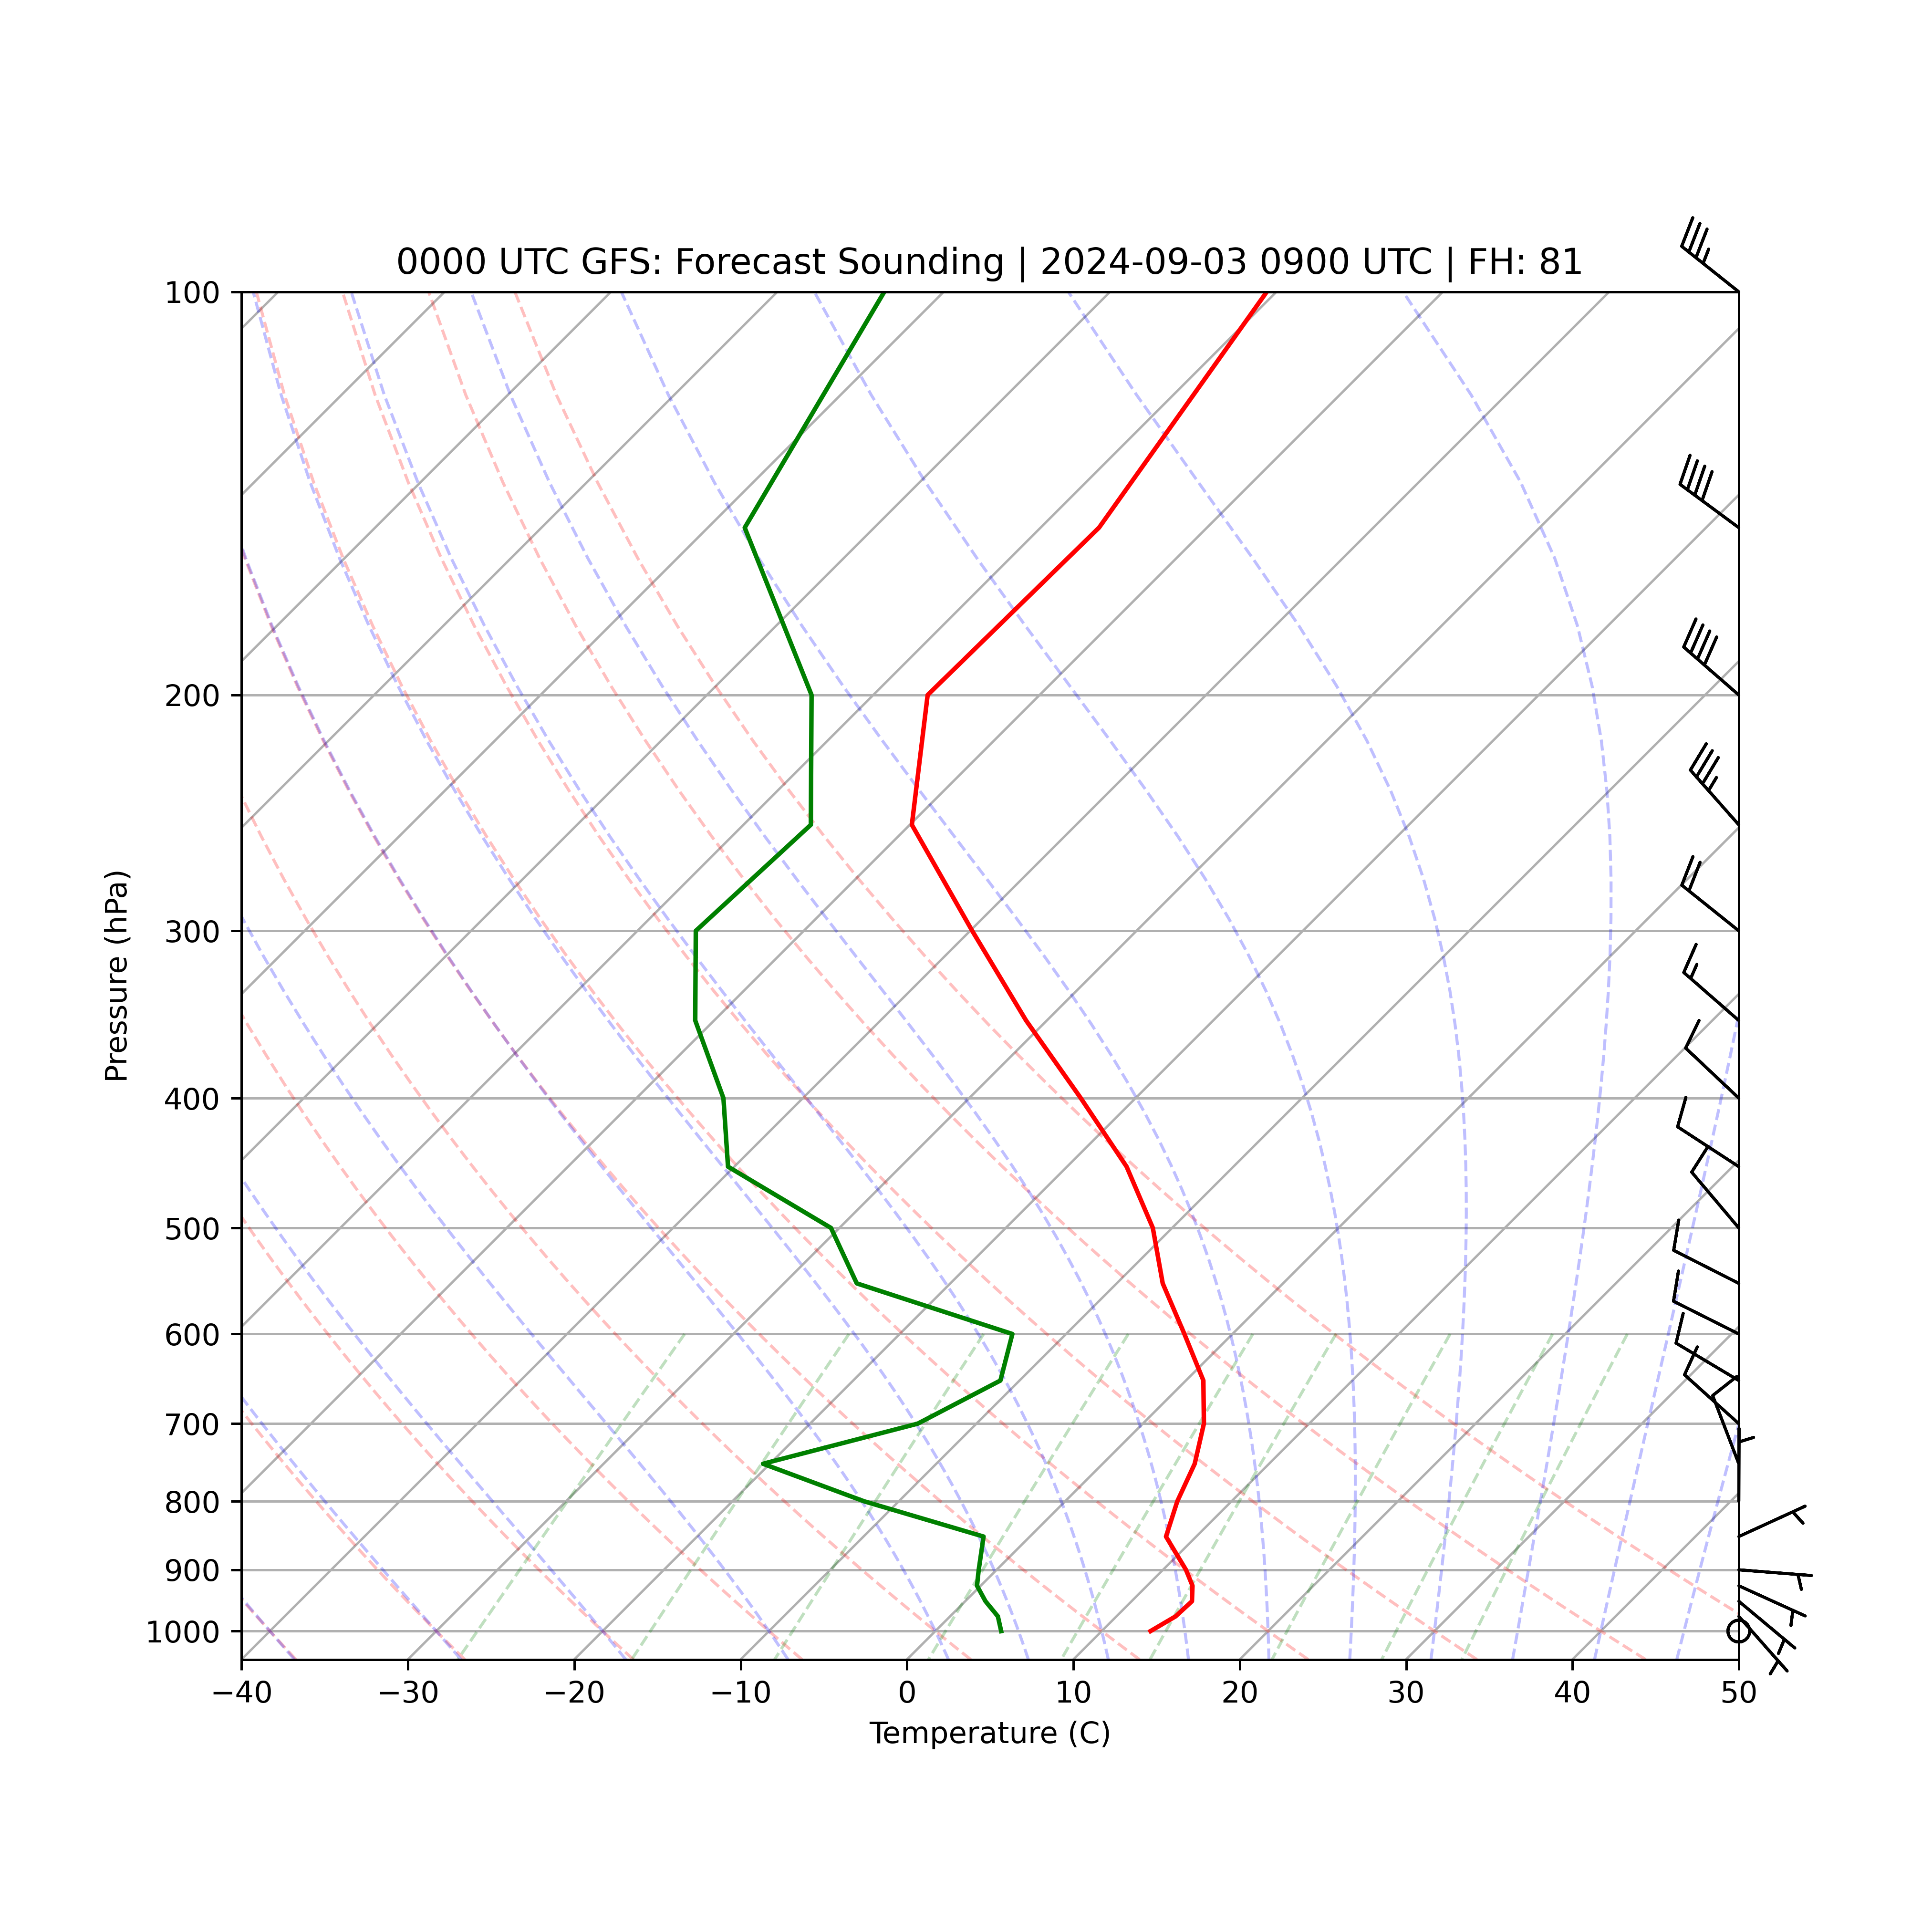 0000 UTC GFS: Forecast Sounding | 2024-09-03 0900 UTC | FH: 81
100
200
300
400
500
600
700
800
900
1000
Pressure (hPa)
−40 −30 −20 −10 0 10 20 30 40 50
Temperature (C)